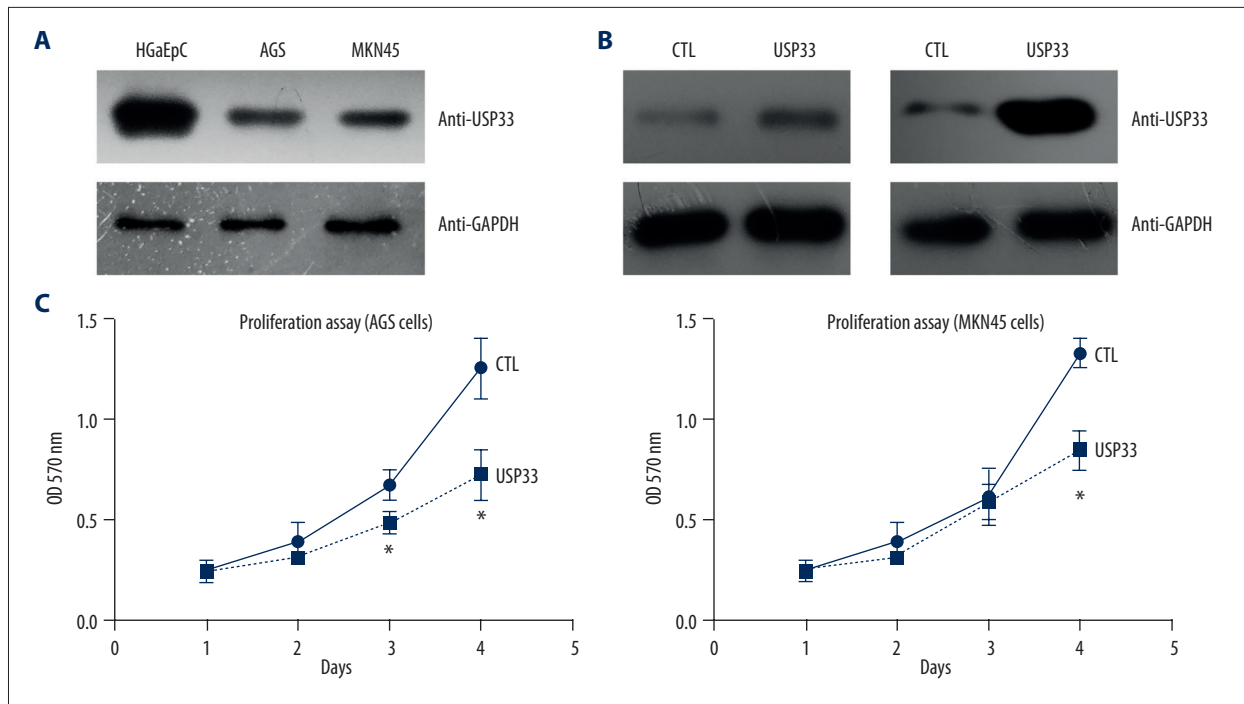 A
HGaEpC AGS MKN45
Anti-USP33
Anti-GAPDH
B
CTL USP33 CTL USP33
Anti-USP33
Anti-GAPDH
C
Proliferation assay (AGS cells)
1.5
1.0
0.5
0.0
OD 570 nm
CTL
USP33
*
*
0 1 2 3 4 5
Days
Proliferation assay (MKN45 cells)
1.5
1.0
0.5
0.0
OD 570 nm
CTL
USP33
*
0 1 2 3 4 5
Days